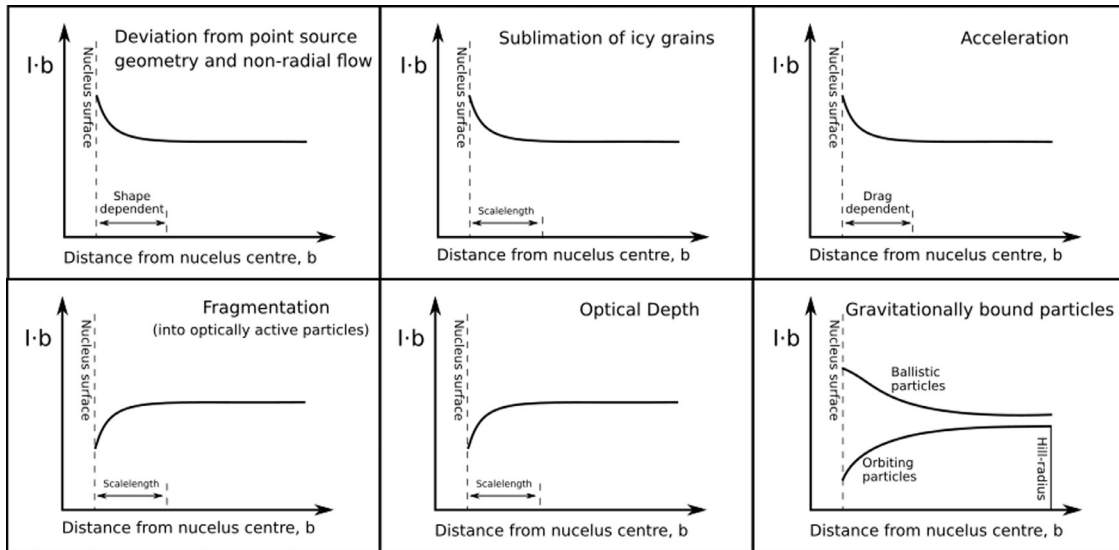 Deviation from point source
geometry and non-radial flow
I·b
Nucleus surface
Shape
dependent
Distance from nucelus centre, b
Sublimation of icy grains
I·b
Nucleus surface
Scalelength
Distance from nucelus centre, b
Acceleration
I·b
Nucleus surface
Drag
dependent
Distance from nucelus centre, b
Fragmentation
(into optically active particles)
I·b
Nucleus surface
Scalelength
Distance from nucelus centre, b
Optical Depth
I·b
Nucleus surface
Scalelength
Distance from nucelus centre, b
Gravitationally bound particles
I·b
Nucleus surface
Ballistic
particles
Orbiting
particles
Hill-radius
Distance from nucelus centre, b